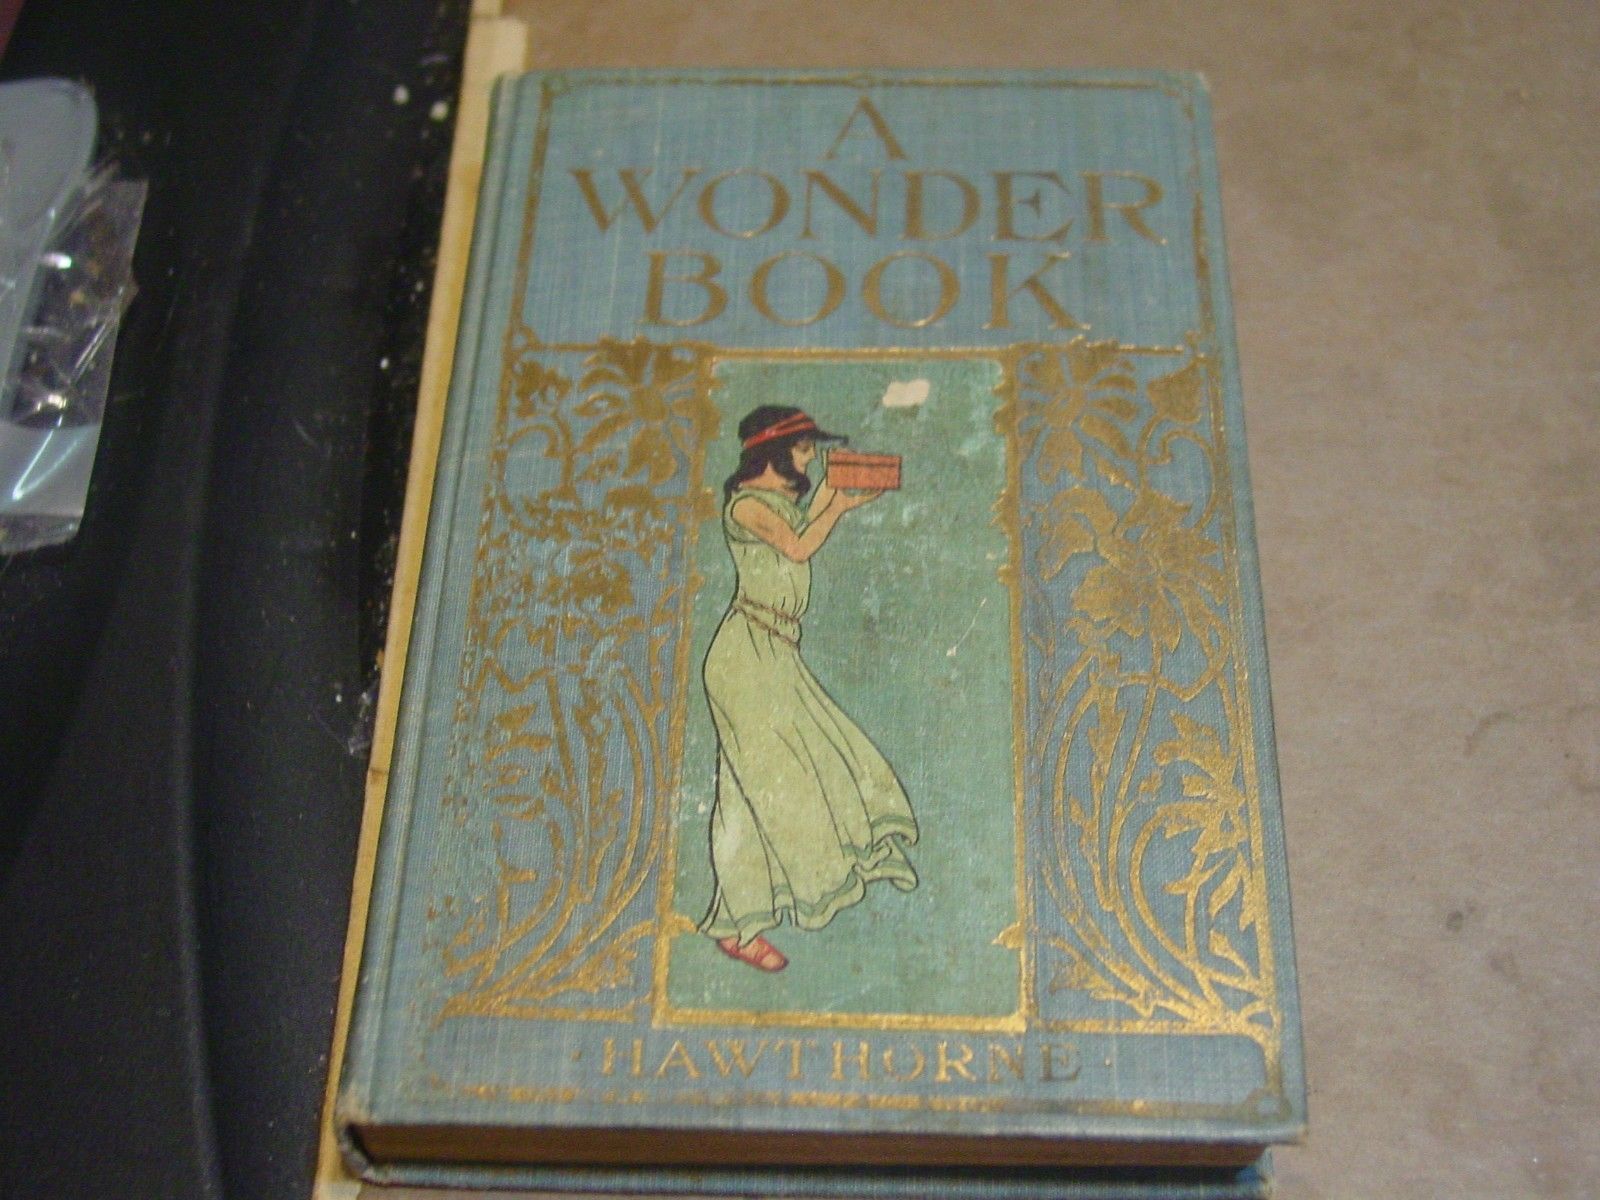 A
WONDER
BOOK
· HAWTHORNE ·